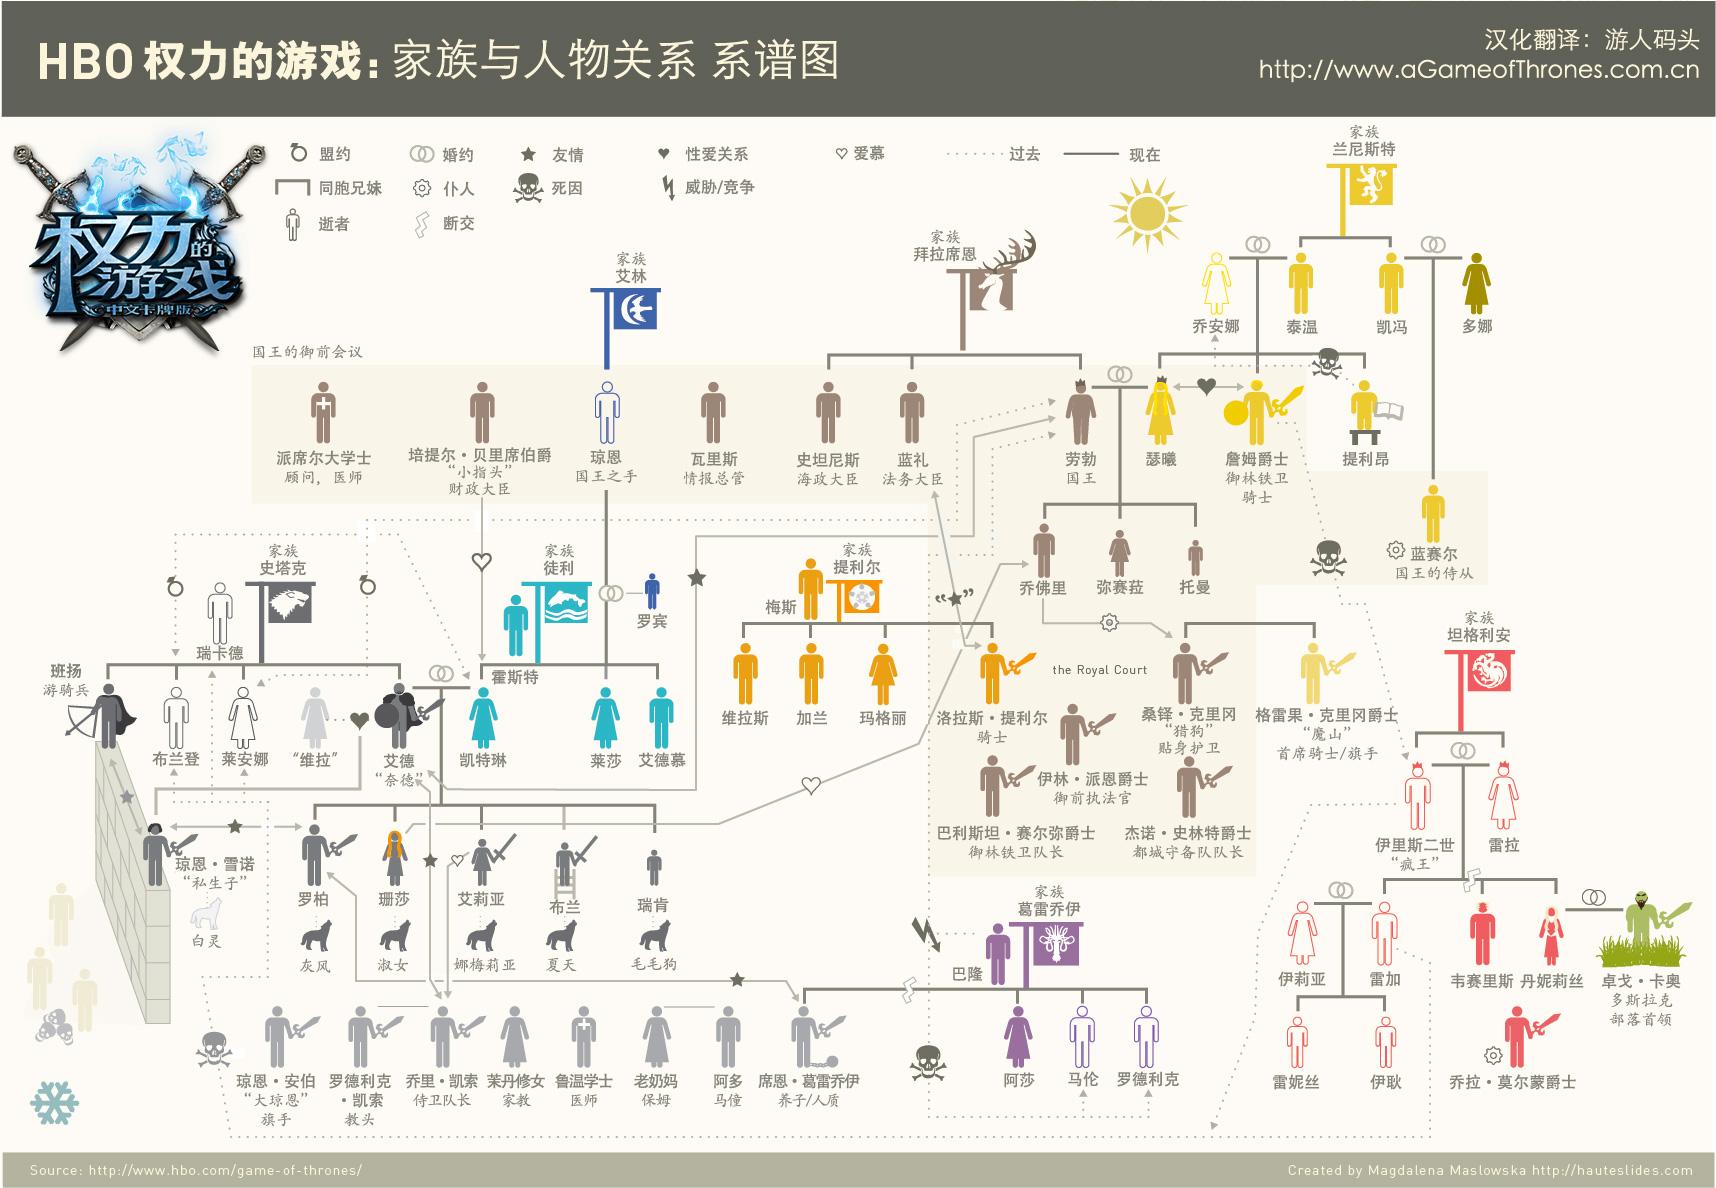 HBO 权力的游戏：家族与人物关系 系谱图
汉化翻译：游人码头
http://www.aGameofThrones.com.cn
权力的游戏
中文卡牌版
盟约
婚约
友情
性爱关系
爱慕
过去
现在
同胞兄妹
仆人
死因
威胁/竞争
逝者
断交
家族
兰尼斯特
乔安娜
泰温
凯冯
多娜
家族
艾林
家族
拜拉席恩
国王的御前会议
派席尔大学士
顾问，医师
培提尔·贝里席伯爵
“小指头”
财政大臣
琼恩
国王之手
瓦里斯
情报总管
史坦尼斯
海政大臣
蓝礼
法务大臣
劳勃
国王
瑟曦
詹姆爵士
御林铁卫
骑士
提利昂
蓝赛尔
国王的侍从
乔佛里
弥赛菈
托曼
家族
史塔克
瑞卡德
家族
徒利
霍斯特
罗宾
家族
提利尔
梅斯
班扬
游骑兵
布兰登
莱安娜
“维拉”
艾德
“奈德”
凯特琳
莱莎
艾德慕
维拉斯
加兰
玛格丽
洛拉斯·提利尔
骑士
the Royal Court
桑铎·克里冈
“猎狗”
贴身护卫
格雷果·克里冈爵士
“魔山”
首席骑士/旗手
伊林·派恩爵士
御前执法官
巴利斯坦·赛尔弥爵士
御林铁卫队长
杰诺·史林特爵士
都城守备队队长
家族
坦格利安
伊里斯二世
“疯王”
雷拉
琼恩·雪诺
“私生子”
白灵
罗柏
珊莎
艾莉亚
布兰
瑞肯
灰风
淑女
娜梅莉亚
夏天
毛毛狗
家族
葛雷乔伊
巴隆
伊莉亚
雷加
韦赛里斯
丹妮莉丝
卓戈·卡奥
多斯拉克
部落首领
琼恩·安伯
“大琼恩”
旗手
罗德利克
·凯索
教头
乔里·凯索
侍卫队长
茉丹修女
家教
鲁温学士
医师
老奶妈
保姆
阿多
马僮
席恩·葛雷乔伊
养子/人质
阿莎
马伦
罗德利克
雷妮丝
伊耿
乔拉·莫尔蒙爵士
Source: http://www.hbo.com/game-of-thrones/
Created by Magdalena Maslowska http://hauteslides.com